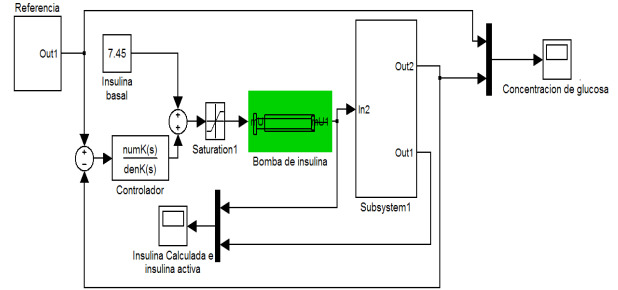 Referencia
Out1
7.45
Insulina
basal
+
+
+
−
numK(s)
denK(s)
Controlador
Saturation1
Bomba de insulina
In2
Out2
Out1
Subsystem1
Concentracion de glucosa
Insulina Calculada e
insulina activa